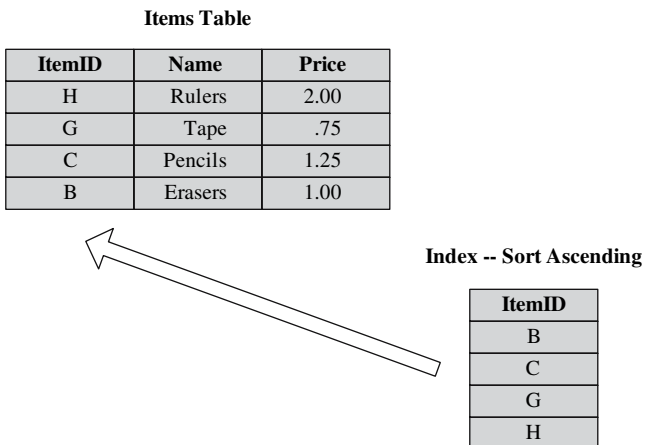 Items Table
ItemID Name Price
H Rulers 2.00
G Tape .75
C Pencils 1.25
B Erasers 1.00
Index -- Sort Ascending
ItemID
B
C
G
H